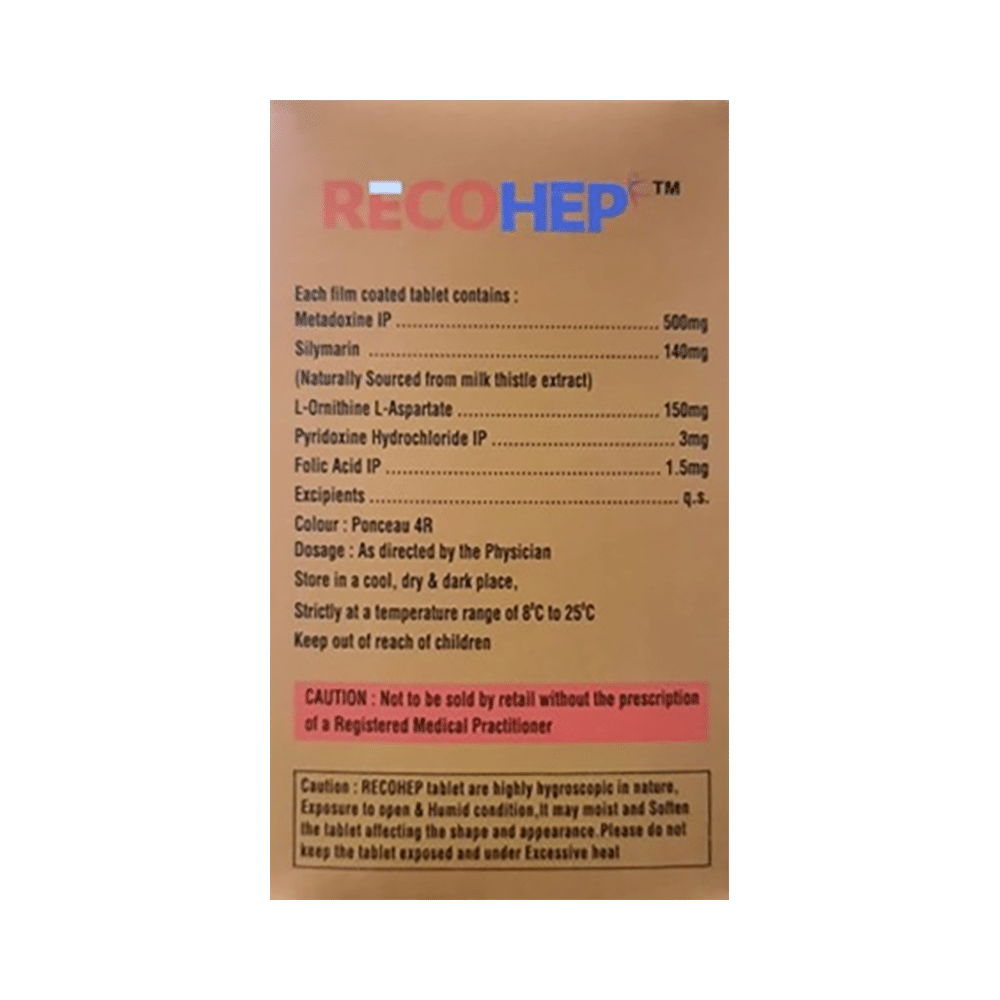 RECOHEP ™
Each film coated tablet contains :
Metadoxine IP ........................................................ 500mg
Silymarin ............................................................. 140mg
(Naturally Sourced from milk thistle extract)
L-Ornithine L-Aspartate ........................................... 150mg
Pyridoxine Hydrochloride IP ...................................... 3mg
Folic Acid IP ......................................................... 1.5mg
Excipients ................................................................ q.s.
Colour : Ponceau 4R
Dosage : As directed by the Physician
Store in a cool, dry & dark place,
Strictly at a temperature range of 8°C to 25°C
Keep out of reach of children
CAUTION : Not to be sold by retail without the prescription
of a Registered Medical Practitioner
Caution : RECOHEP tablet are highly hygroscopic in nature,
Exposure to open & Humid condition,It may moist and Soften
the tablet affecting the shape and appearance.Please do not
keep the tablet exposed and under Excessive heat